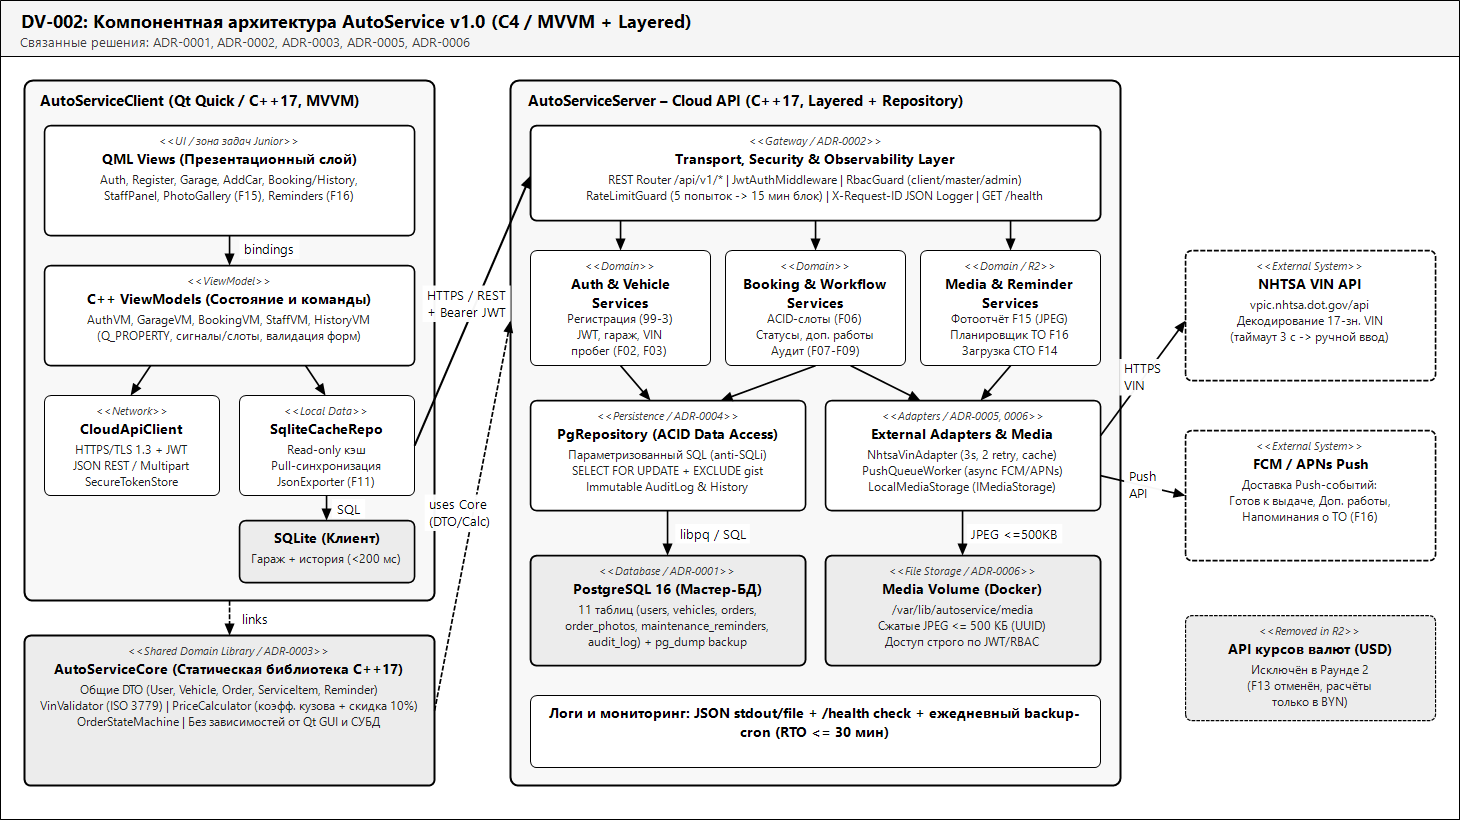 DV-002: Компонентная архитектура AutoService v1.0 (C4 / MVVM + Layered)
Связанные решения: ADR-0001, ADR-0002, ADR-0003, ADR-0005, ADR-0006
AutoServiceClient (Qt Quick / C++17, MVVM)
<<UI / зона задач Junior>>
QML Views (Презентационный слой)
Auth, Register, Garage, AddCar, Booking/History,
StaffPanel, PhotoGallery (F15), Reminders (F16)
bindings
<<ViewModel>>
C++ ViewModels (Состояние и команды)
AuthVM, GarageVM, BookingVM, StaffVM, HistoryVM
(Q_PROPERTY, сигналы/слоты, валидация форм)
<<Network>>
CloudApiClient
HTTPS/TLS 1.3 + JWT
JSON REST / Multipart
SecureTokenStore
<<Local Data>>
SqliteCacheRepo
Read-only кэш
Pull-синхронизация
JsonExporter (F11)
SQL
SQLite (Клиент)
Гараж + история (<200 мс)
links
<<Shared Domain Library / ADR-0003>>
AutoServiceCore (Статическая библиотека C++17)
Общие DTO (User, Vehicle, Order, ServiceItem, Reminder)
VinValidator (ISO 3779) | PriceCalculator (коэфф. кузова + скидка 10%)
OrderStateMachine | Без зависимостей от Qt GUI и СУБД
HTTPS / REST
+ Bearer JWT
uses Core
(DTO/Calc)
AutoServiceServer – Cloud API (C++17, Layered + Repository)
<<Gateway / ADR-0002>>
Transport, Security & Observability Layer
REST Router /api/v1/* | JwtAuthMiddleware | RbacGuard (client/master/admin)
RateLimitGuard (5 попыток -> 15 мин блок) | X-Request-ID JSON Logger | GET /health
<<Domain>>
Auth & Vehicle
Services
Регистрация (99-3)
JWT, гараж, VIN
пробег (F02, F03)
<<Domain>>
Booking & Workflow
Services
ACID-слоты (F06)
Статусы, доп. работы
Аудит (F07-F09)
<<Domain / R2>>
Media & Reminder
Services
Фотоотчёт F15 (JPEG)
Планировщик ТО F16
Загрузка СТО F14
<<Persistence / ADR-0004>>
PgRepository (ACID Data Access)
Параметризованный SQL (anti-SQLi)
SELECT FOR UPDATE + EXCLUDE gist
Immutable AuditLog & History
<<Adapters / ADR-0005, 0006>>
External Adapters & Media
NhtsaVinAdapter (3s, 2 retry, cache)
PushQueueWorker (async FCM/APNs)
LocalMediaStorage (IMediaStorage)
libpq / SQL
JPEG <=500KB
<<Database / ADR-0001>>
PostgreSQL 16 (Мастер-БД)
11 таблиц (users, vehicles, orders,
order_photos, maintenance_reminders,
audit_log) + pg_dump backup
<<File Storage / ADR-0006>>
Media Volume (Docker)
/var/lib/autoservice/media
Сжатые JPEG <= 500 КБ (UUID)
Доступ строго по JWT/RBAC
Логи и мониторинг: JSON stdout/file + /health check + ежедневный backup-
cron (RTO <= 30 мин)
HTTPS
VIN
Push
API
<<External System>>
NHTSA VIN API
vpic.nhtsa.dot.gov/api
Декодирование 17-зн. VIN
(таймаут 3 с -> ручной ввод)
<<External System>>
FCM / APNs Push
Доставка Push-событий:
Готов к выдаче, Доп. работы,
Напоминания о ТО (F16)
<<Removed in R2>>
API курсов валют (USD)
Исключён в Раунде 2
(F13 отменён, расчёты
только в BYN)